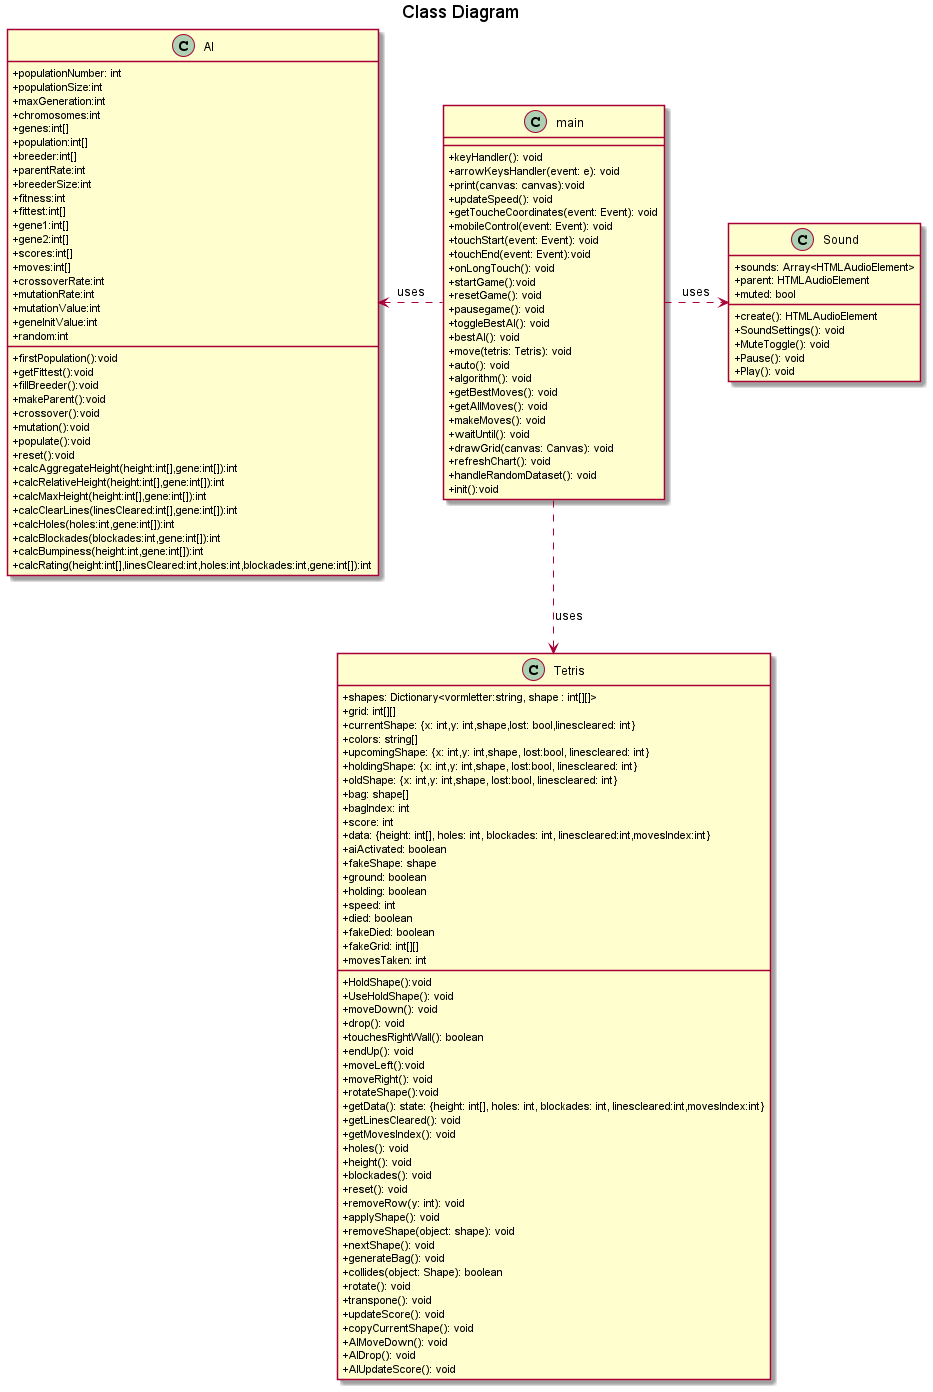 Class Diagram
C AI
+populationNumber: int
+populationSize:int
+maxGeneration:int
+chromosomes:int
+genes:int[]
+population:int[]
+breeder:int[]
+parentRate:int
+breederSize:int
+fitness:int
+fittest:int[]
+gene1:int[]
+gene2:int[]
+scores:int[]
+moves:int[]
+crossoverRate:int
+mutationRate:int
+mutationValue:int
+geneInitValue:int
+random:int
+firstPopulation():void
+getFittest():void
+fillBreeder():void
+makeParent():void
+crossover():void
+mutation():void
+populate():void
+reset():void
+calcAggregateHeight(height:int[],gene:int[]):int
+calcRelativeHeight(height:int[],gene:int[]):int
+calcMaxHeight(height:int[],gene:int[]):int
+calcClearLines(linesCleared:int[],gene:int[]):int
+calcHoles(holes:int,gene:int[]):int
+calcBlockades(blockades:int,gene:int[]):int
+calcBumpiness(height:int,gene:int[]):int
+calcRating(height:int[],linesCleared:int,holes:int,blockades:int,gene:int[]):int
uses
C main
+keyHandler(): void
+arrowKeysHandler(event: e): void
+print(canvas: canvas):void
+updateSpeed(): void
+getToucheCoordinates(event: Event): void
+mobileControl(event: Event): void
+touchStart(event: Event): void
+touchEnd(event: Event):void
+onLongTouch(): void
+startGame():void
+resetGame(): void
+pausegame(): void
+toggleBestAI(): void
+bestAI(): void
+move(tetris: Tetris): void
+auto(): void
+algorithm(): void
+getBestMoves(): void
+getAllMoves(): void
+makeMoves(): void
+waitUntil(): void
+drawGrid(canvas: Canvas): void
+refreshChart(): void
+handleRandomDataset(): void
+init():void
uses
C Sound
+sounds: Array<HTMLAudioElement>
+parent: HTMLAudioElement
+muted: bool
+create(): HTMLAudioElement
+SoundSettings(): void
+MuteToggle(): void
+Pause(): void
+Play(): void
uses
C Tetris
+shapes: Dictionary<vormletter:string, shape : int[][]>
+grid: int[][]
+currentShape: {x: int,y: int,shape,lost: bool,linescleared: int}
+colors: string[]
+upcomingShape: {x: int,y: int,shape, lost:bool, linescleared: int}
+holdingShape: {x: int,y: int,shape, lost:bool, linescleared: int}
+oldShape: {x: int,y: int,shape, lost:bool, linescleared: int}
+bag: shape[]
+bagIndex: int
+score: int
+data: {height: int[], holes: int, blockades: int, linescleared:int,movesIndex:int}
+aiActivated: boolean
+fakeShape: shape
+ground: boolean
+holding: boolean
+speed: int
+died: boolean
+fakeDied: boolean
+fakeGrid: int[][]
+movesTaken: int
+HoldShape():void
+UseHoldShape(): void
+moveDown(): void
+drop(): void
+touchesRightWall(): boolean
+endUp(): void
+moveLeft():void
+moveRight(): void
+rotateShape():void
+getData(): state: {height: int[], holes: int, blockades: int, linescleared:int,movesIndex:int}
+getLinesCleared(): void
+getMovesIndex(): void
+holes(): void
+height(): void
+blockades(): void
+reset(): void
+removeRow(y: int): void
+applyShape(): void
+removeShape(object: shape): void
+nextShape(): void
+generateBag(): void
+collides(object: Shape): boolean
+rotate(): void
+transpone(): void
+updateScore(): void
+copyCurrentShape(): void
+AIMoveDown(): void
+AIDrop(): void
+AIUpdateScore(): void